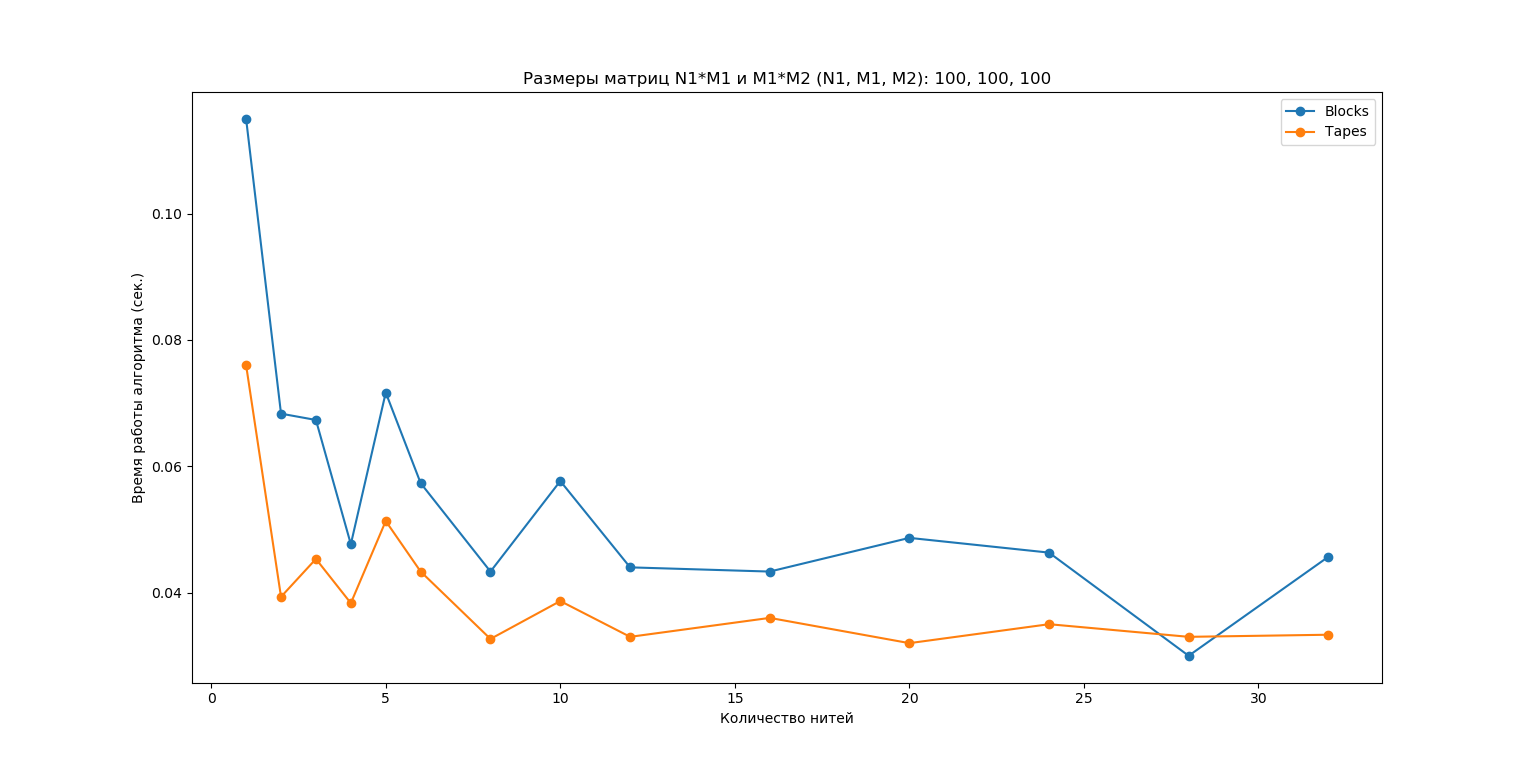 Размеры матриц N1*M1 и M1*M2 (N1, M1, M2): 100, 100, 100
Blocks
Tapes
Время работы алгоритма (сек.)
0.10
0.08
0.06
0.04
0 5 10 15 20 25 30
Количество нитей